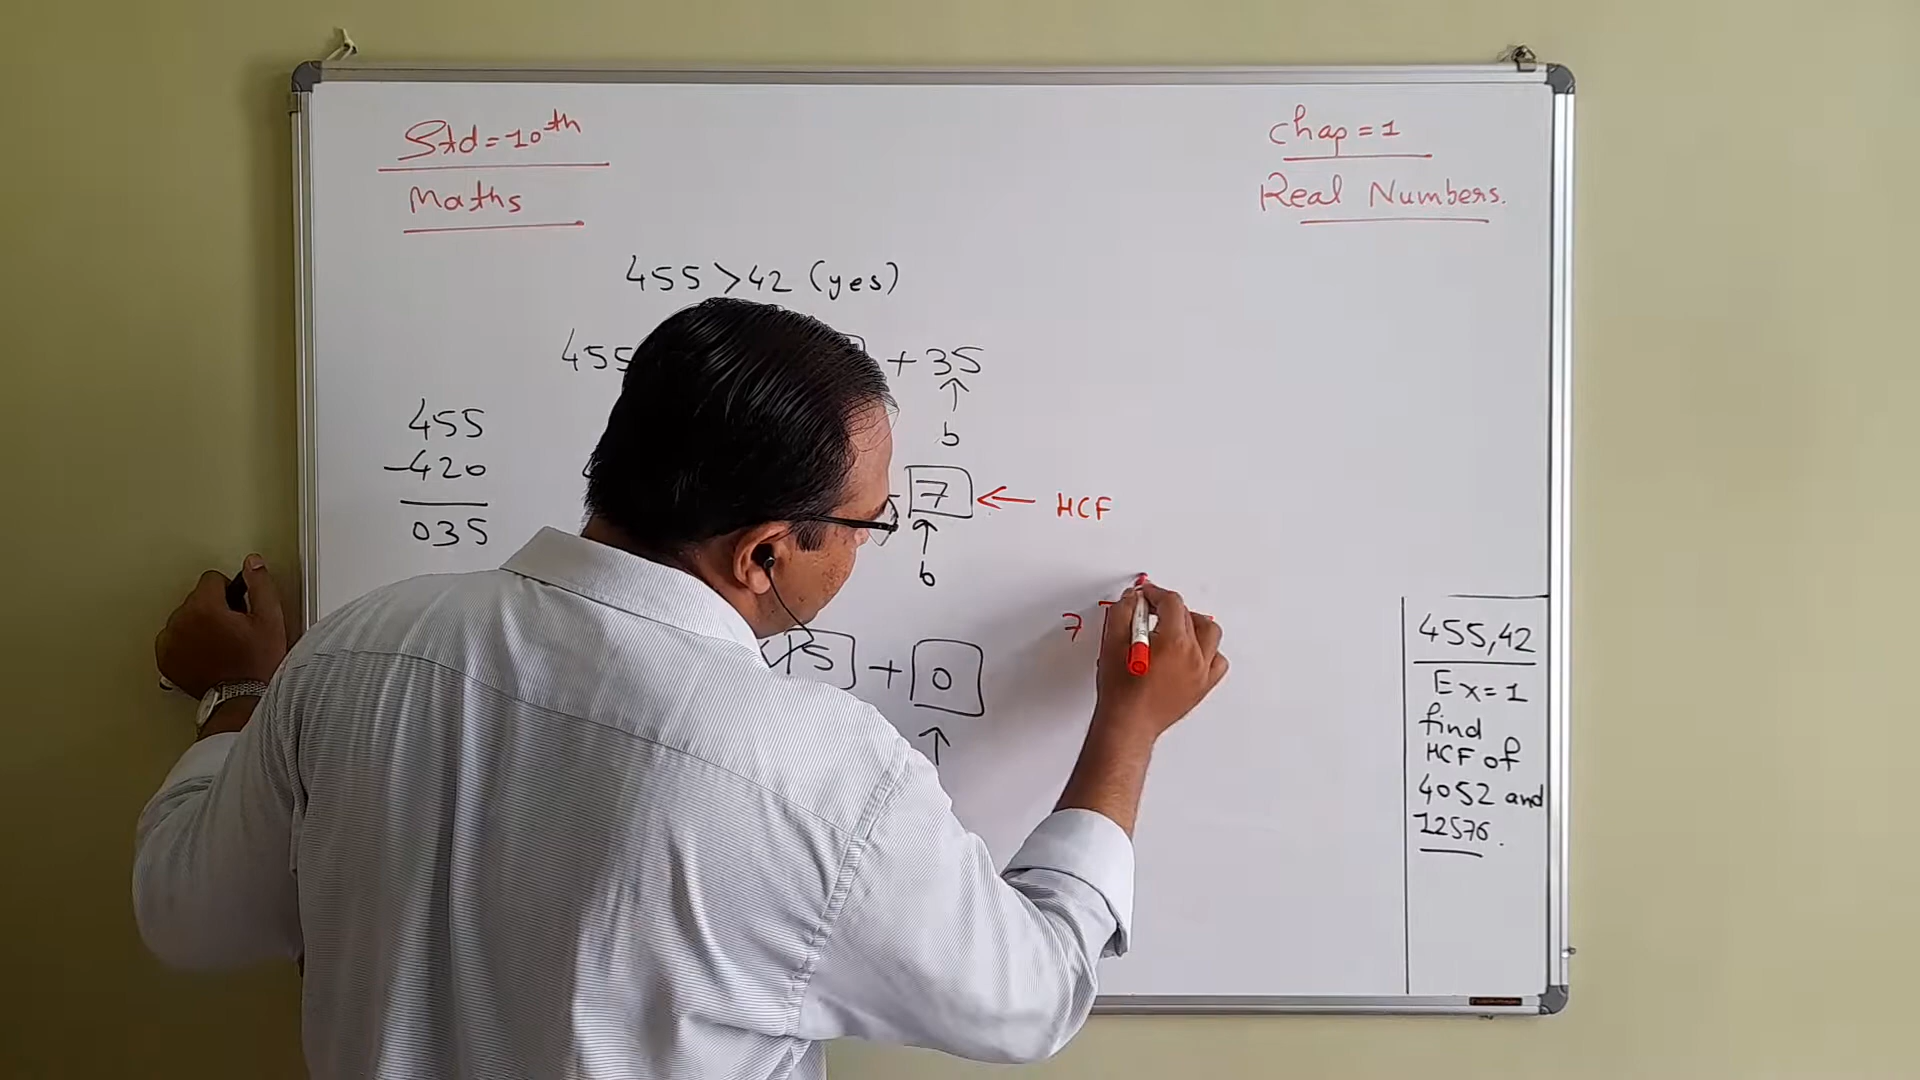 Std = 10th
Maths
Chap = 1
Real Numbers.
455 > 42 (yes)
455 + 35
↑
b
455
-420
035
7 ← HCF
↑
b
5 + 0
↑
7
455,42
Ex = 1
find
HCF of
4052 and
12576.